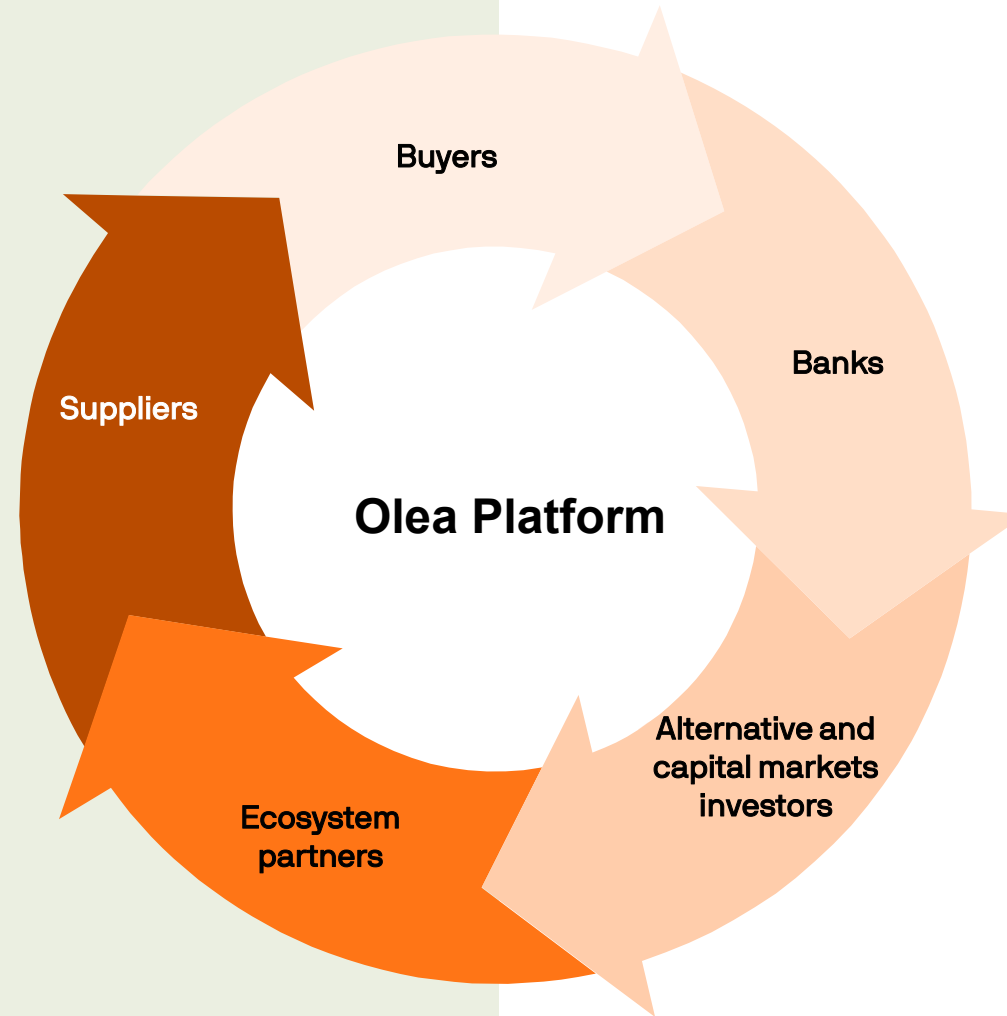 Buyers
Banks
Suppliers
Olea Platform
Alternative and
capital markets
investors
Ecosystem
partners